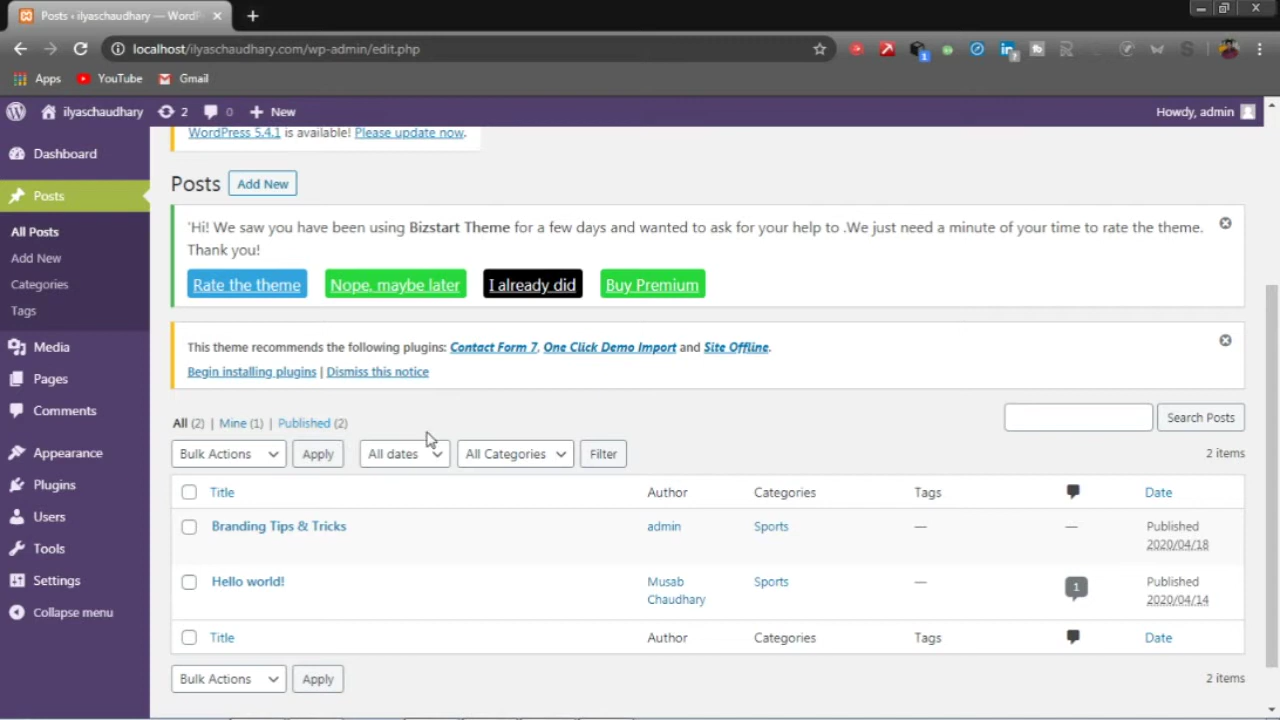 Posts ‹ ilyaschaudhary — WordP
localhost/ilyaschaudhary.com/wp-admin/edit.php
Apps YouTube Gmail
ilyaschaudhary 2 0 New Howdy, admin
WordPress 5.4.1 is available! Please update now.
Dashboard
Posts
All Posts
Add New
Categories
Tags
Media
Pages
Comments
Appearance
Plugins
Users
Tools
Settings
Collapse menu
Posts Add New
'Hi! We saw you have been using Bizstart Theme for a few days and wanted to ask for your help to .We just need a minute of your time to rate the theme.
Thank you!
Rate the theme Nope, maybe later I already did Buy Premium
This theme recommends the following plugins: Contact Form 7, One Click Demo Import and Site Offline.
Begin installing plugins | Dismiss this notice
All (2) | Mine (1) | Published (2)
Search Posts
Bulk Actions Apply All dates All Categories Filter 2 items
Title Author Categories Tags Date
Branding Tips & Tricks admin Sports — — Published
2020/04/18
Hello world! Musab Sports — 1 Published
Chaudhary 2020/04/14
Title Author Categories Tags Date
Bulk Actions Apply 2 items